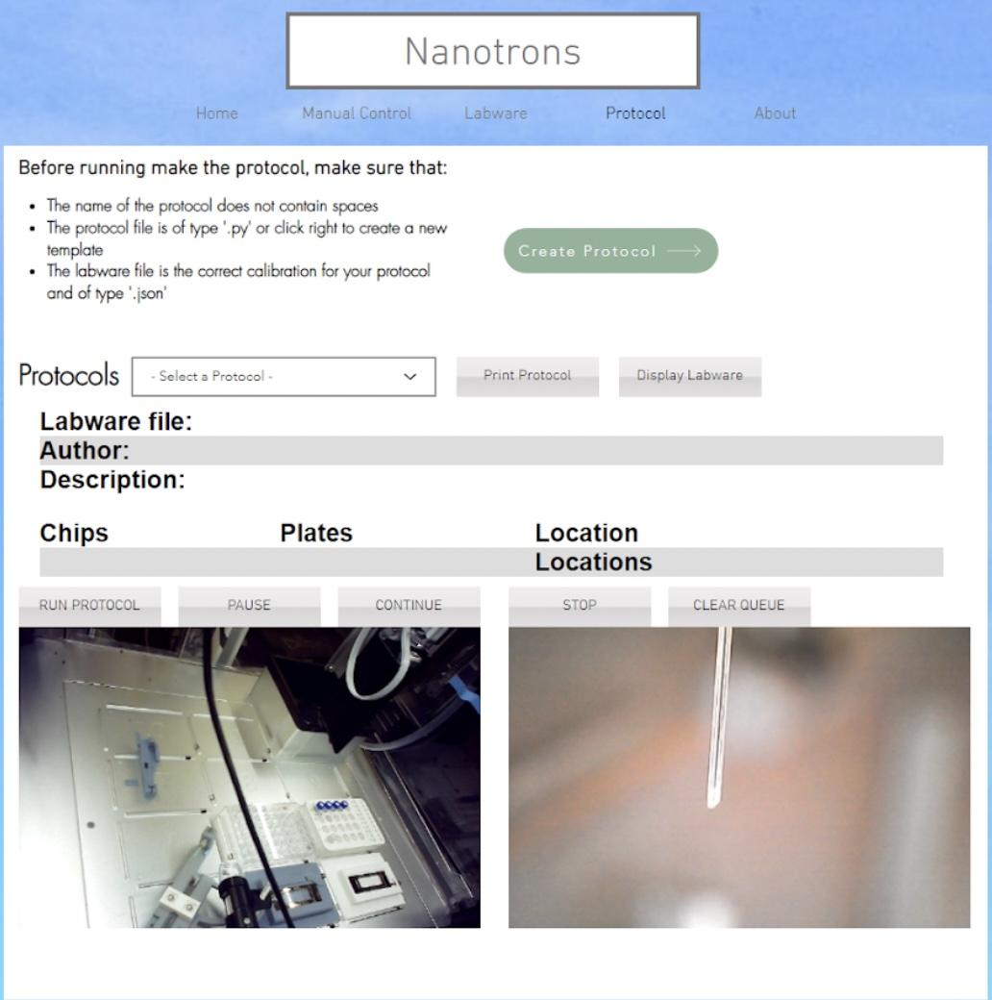 Nanotrons
Home Manual Control Labware Protocol About
Before running make the protocol, make sure that:
• The name of the protocol does not contain spaces
• The protocol file is of type '.py' or click right to create a new
template
• The labware file is the correct calibration for your protocol
and of type '.json'
Create Protocol
Protocols - Select a Protocol - Print Protocol Display Labware
Labware file:
Author:
Description:
Chips Plates Location
Locations
RUN PROTOCOL PAUSE CONTINUE STOP CLEAR QUEUE